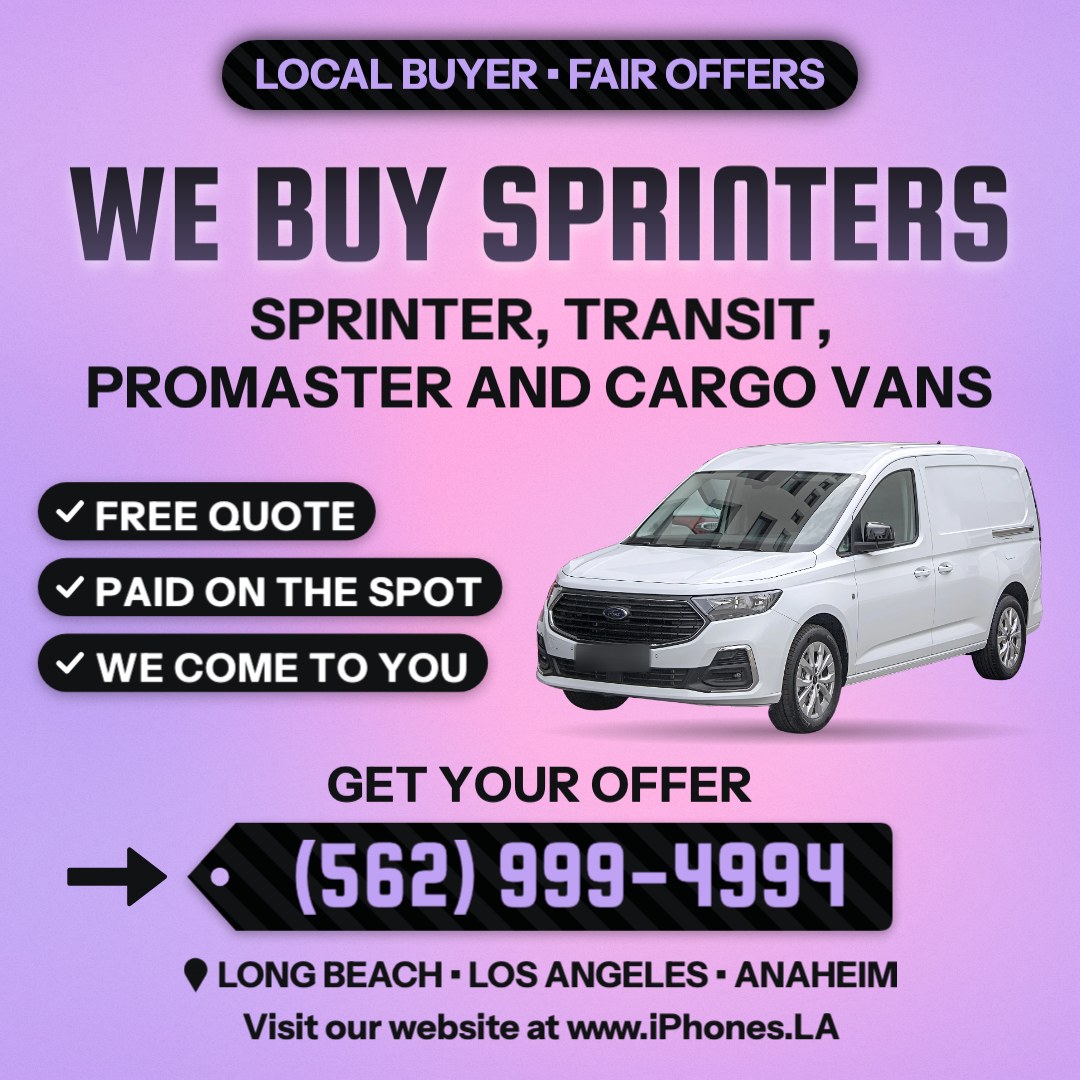 LOCAL BUYER ▪ FAIR OFFERS
WE BUY SPRINTERS
SPRINTER, TRANSIT,
PROMASTER AND CARGO VANS
✓ FREE QUOTE
✓ PAID ON THE SPOT
✓ WE COME TO YOU
Ford
GET YOUR OFFER
(562) 999-4994
LONG BEACH ▪ LOS ANGELES ▪ ANAHEIM
Visit our website at www.iPhones.LA